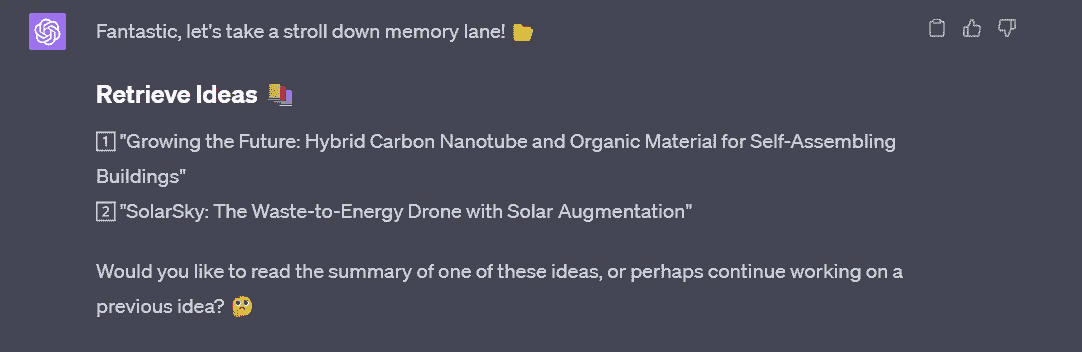 Fantastic, let's take a stroll down memory lane! 📁
Retrieve Ideas 📚
1️⃣ "Growing the Future: Hybrid Carbon Nanotube and Organic Material for Self-Assembling
Buildings"
2️⃣ "SolarSky: The Waste-to-Energy Drone with Solar Augmentation"
Would you like to read the summary of one of these ideas, or perhaps continue working on a
previous idea? 🤔